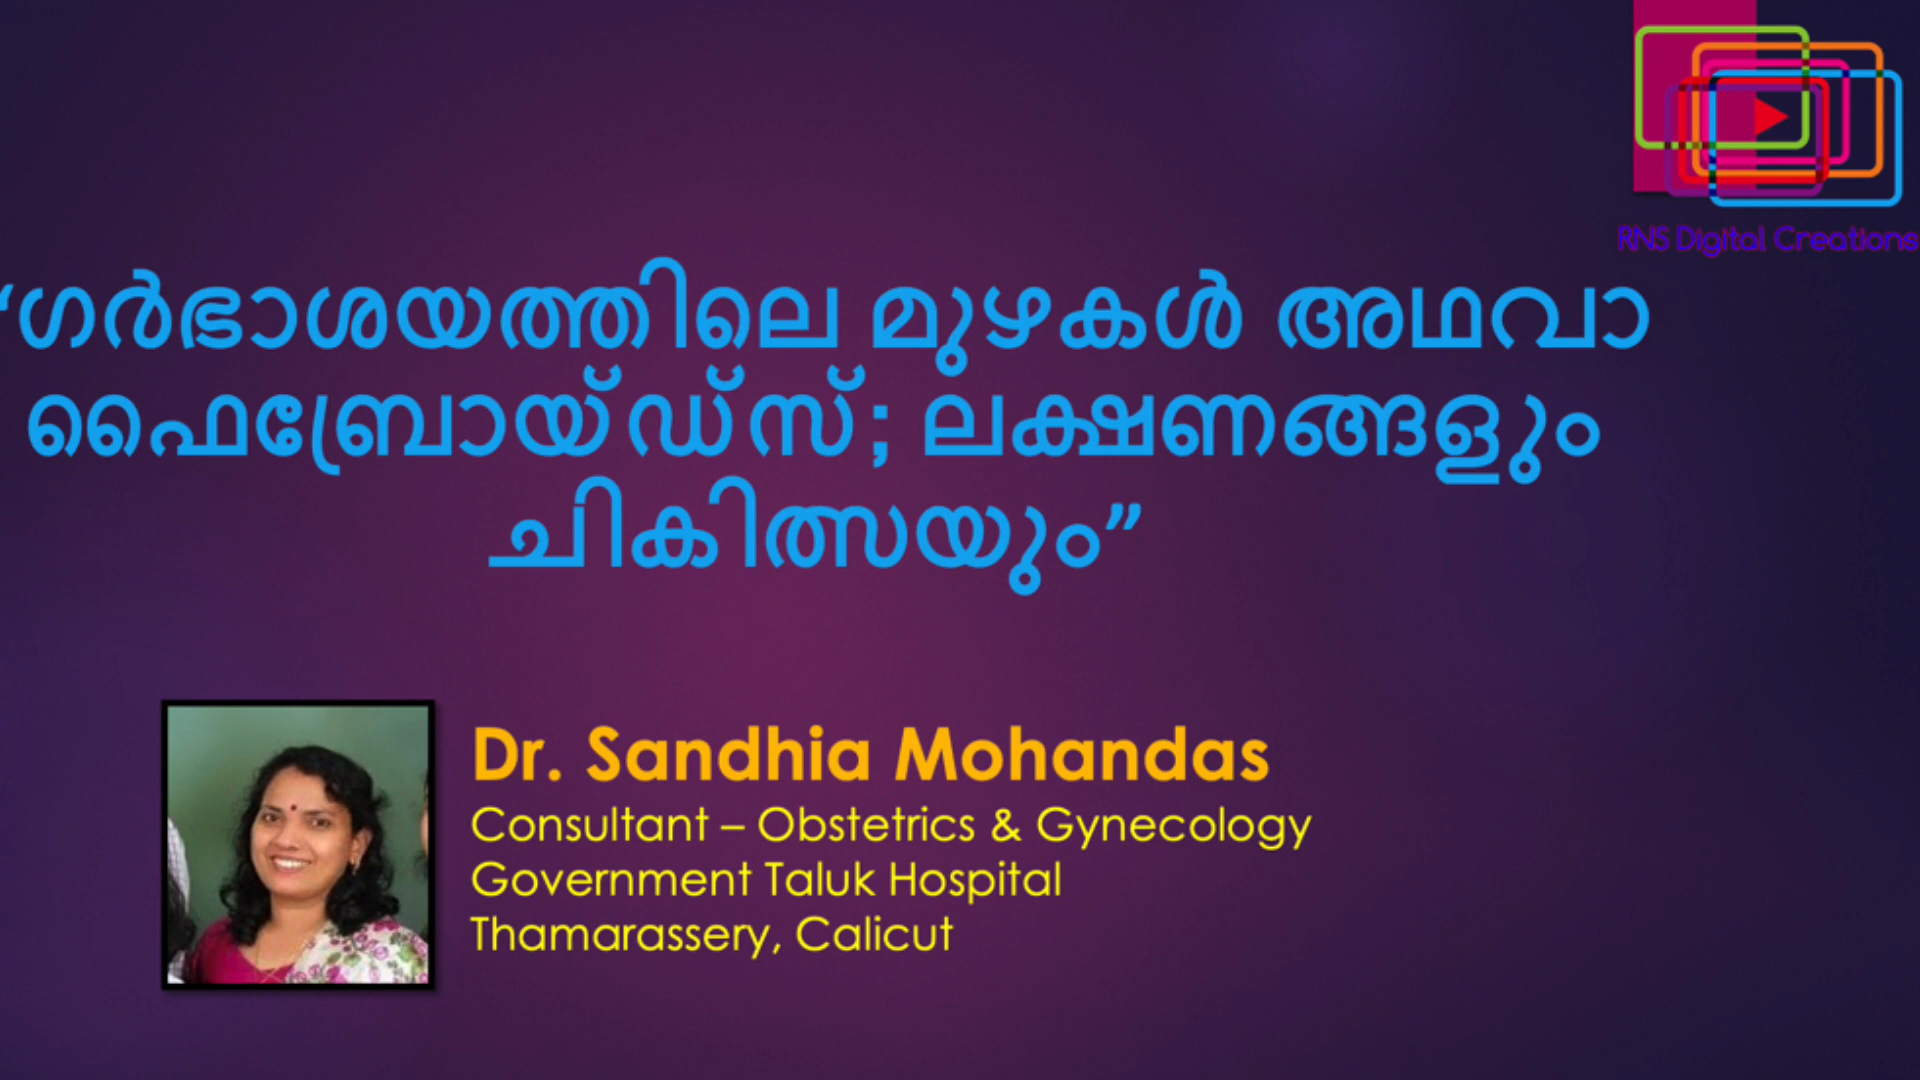 RNS Digital Creations
“ഗർഭാശയത്തിലെ മുഴകൾ അഥവാ
ഫൈബ്രോയ്ഡ്സ്; ലക്ഷണങ്ങളും
ചികിത്സയും”
Dr. Sandhia Mohandas
Consultant – Obstetrics & Gynecology
Government Taluk Hospital
Thamarassery, Calicut